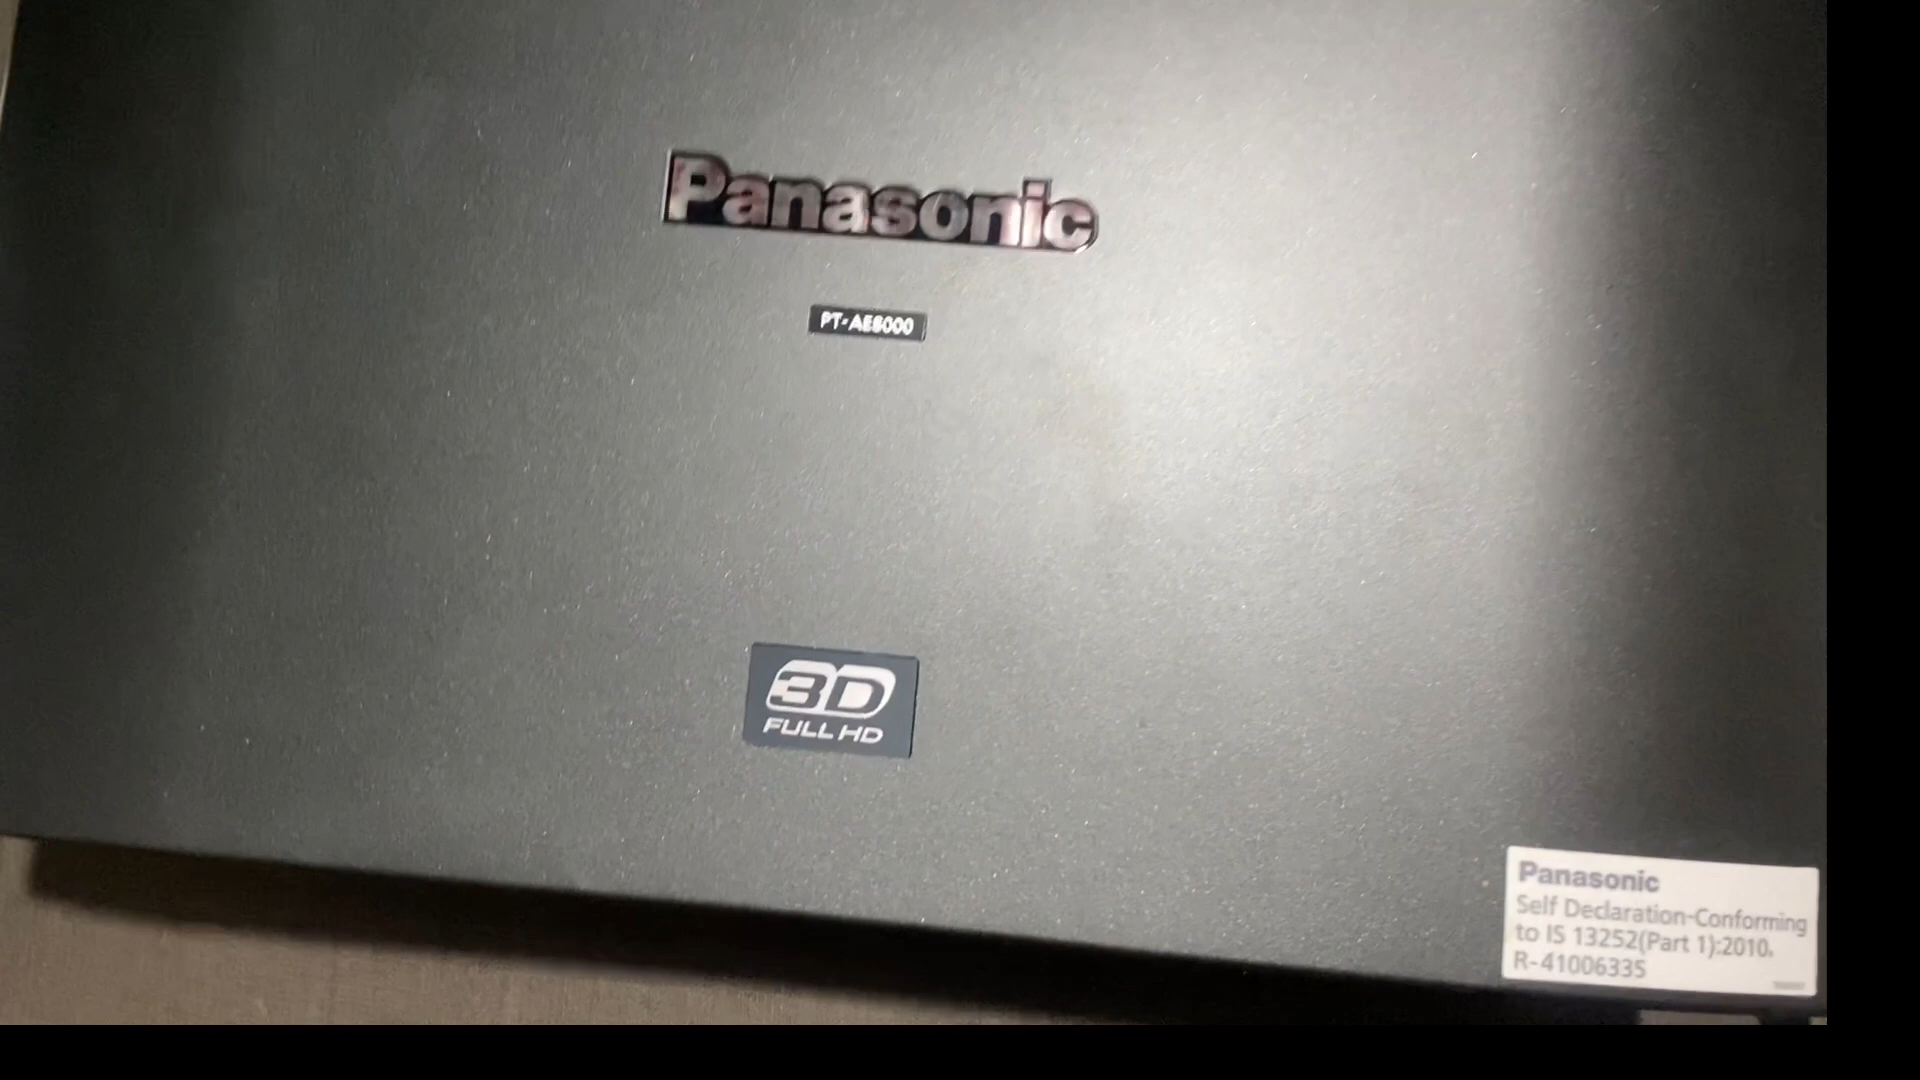 Panasonic
PT-AE8000
3D
FULL HD
Panasonic
Self Declaration-Conforming
to IS 13252(Part 1):2010.
R-41006335